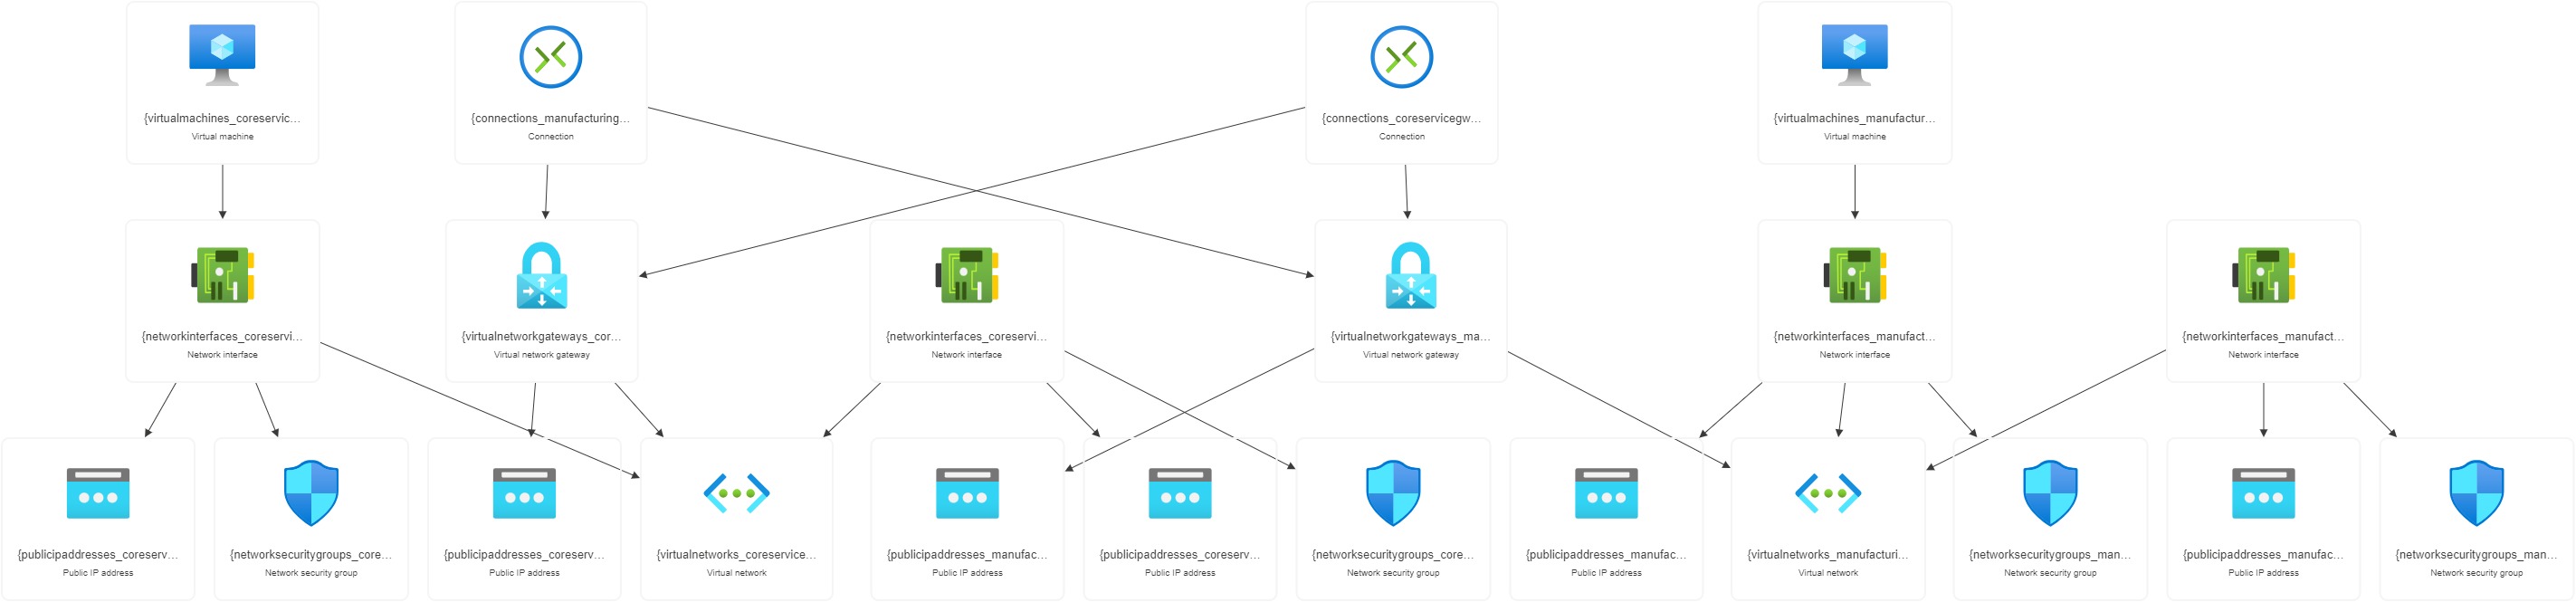 {virtualmachines_coreservic...
Virtual machine
{connections_manufacturing...
Connection
{connections_coreservicegw...
Connection
{virtualmachines_manufactur...
Virtual machine
{networkinterfaces_coreservi...
Network interface
{virtualnetworkgateways_cor...
Virtual network gateway
{networkinterfaces_coreservi...
Network interface
{virtualnetworkgateways_ma...
Virtual network gateway
{networkinterfaces_manufact...
Network interface
{networkinterfaces_manufact...
Network interface
{publicipaddresses_coreserv...
Public IP address
{networksecuritygroups_core...
Network security group
{publicipaddresses_coreserv...
Public IP address
{virtualnetworks_coreservice...
Virtual network
{publicipaddresses_manufac...
Public IP address
{publicipaddresses_coreserv...
Public IP address
{networksecuritygroups_core...
Network security group
{publicipaddresses_manufac...
Public IP address
{virtualnetworks_manufacturi...
Virtual network
{networksecuritygroups_man...
Network security group
{publicipaddresses_manufac...
Public IP address
{networksecuritygroups_man...
Network security group